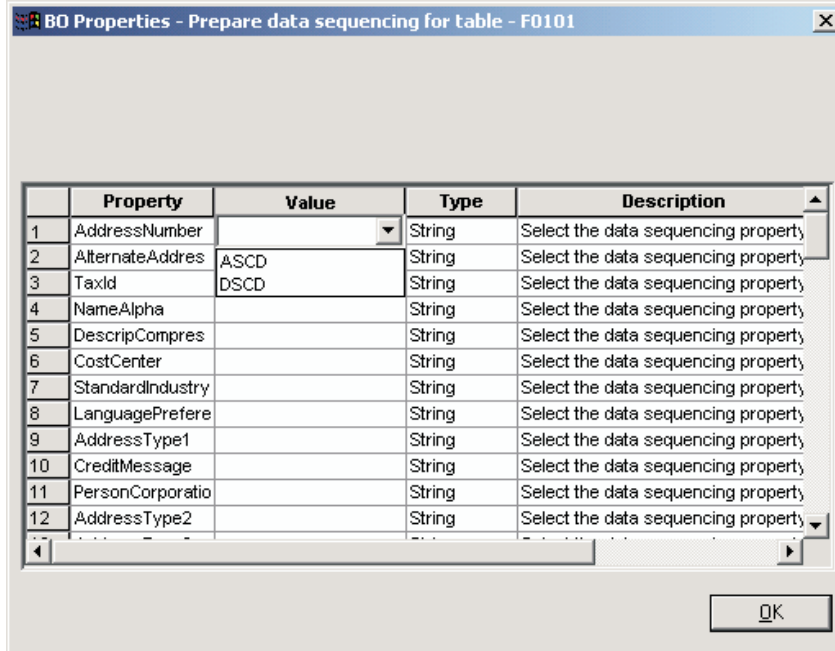 BO Properties - Prepare data sequencing for table - F0101
Property Value Type Description
1 AddressNumber String Select the data sequencing property
2 AlternateAddres ASCD String Select the data sequencing property
3 TaxId DSCD String Select the data sequencing property
4 NameAlpha String Select the data sequencing property
5 DescripCompres String Select the data sequencing property
6 CostCenter String Select the data sequencing property
7 StandardIndustry String Select the data sequencing property
8 LanguagePrefere String Select the data sequencing property
9 AddressType1 String Select the data sequencing property
10 CreditMessage String Select the data sequencing property
11 PersonCorporatio String Select the data sequencing property
12 AddressType2 String Select the data sequencing property
OK